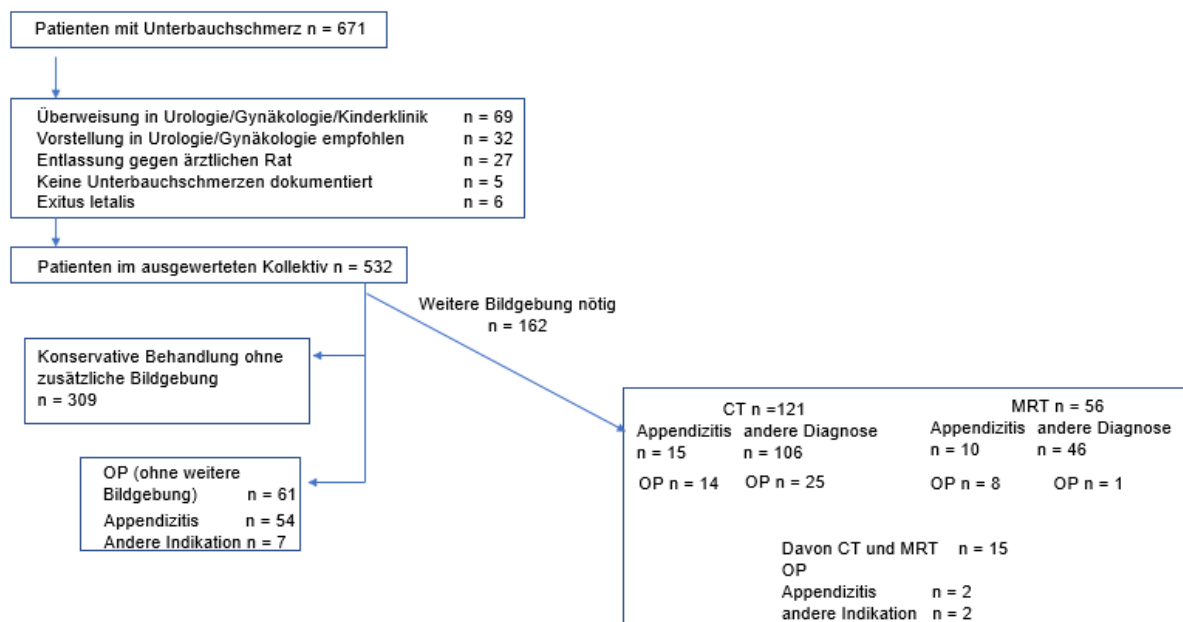 Patienten mit Unterbauchschmerz n = 671
Überweisung in Urologie/Gynäkologie/Kinderklinik n = 69
Vorstellung in Urologie/Gynäkologie empfohlen n = 32
Entlassung gegen ärztlichen Rat n = 27
Keine Unterbauchschmerzen dokumentiert n = 5
Exitus letalis n = 6
Patienten im ausgewerteten Kollektiv n = 532
Weitere Bildgebung nötig
n = 162
Konservative Behandlung ohne
zusätzliche Bildgebung
n = 309
OP (ohne weitere
Bildgebung) n = 61
Appendizitis n = 54
Andere Indikation n = 7
CT n =121
Appendizitis andere Diagnose
n = 15 n = 106
OP n = 14 OP n = 25
MRT n = 56
Appendizitis andere Diagnose
n = 10 n = 46
OP n = 8 OP n = 1
Davon CT und MRT n = 15
OP
Appendizitis n = 2
andere Indikation n = 2